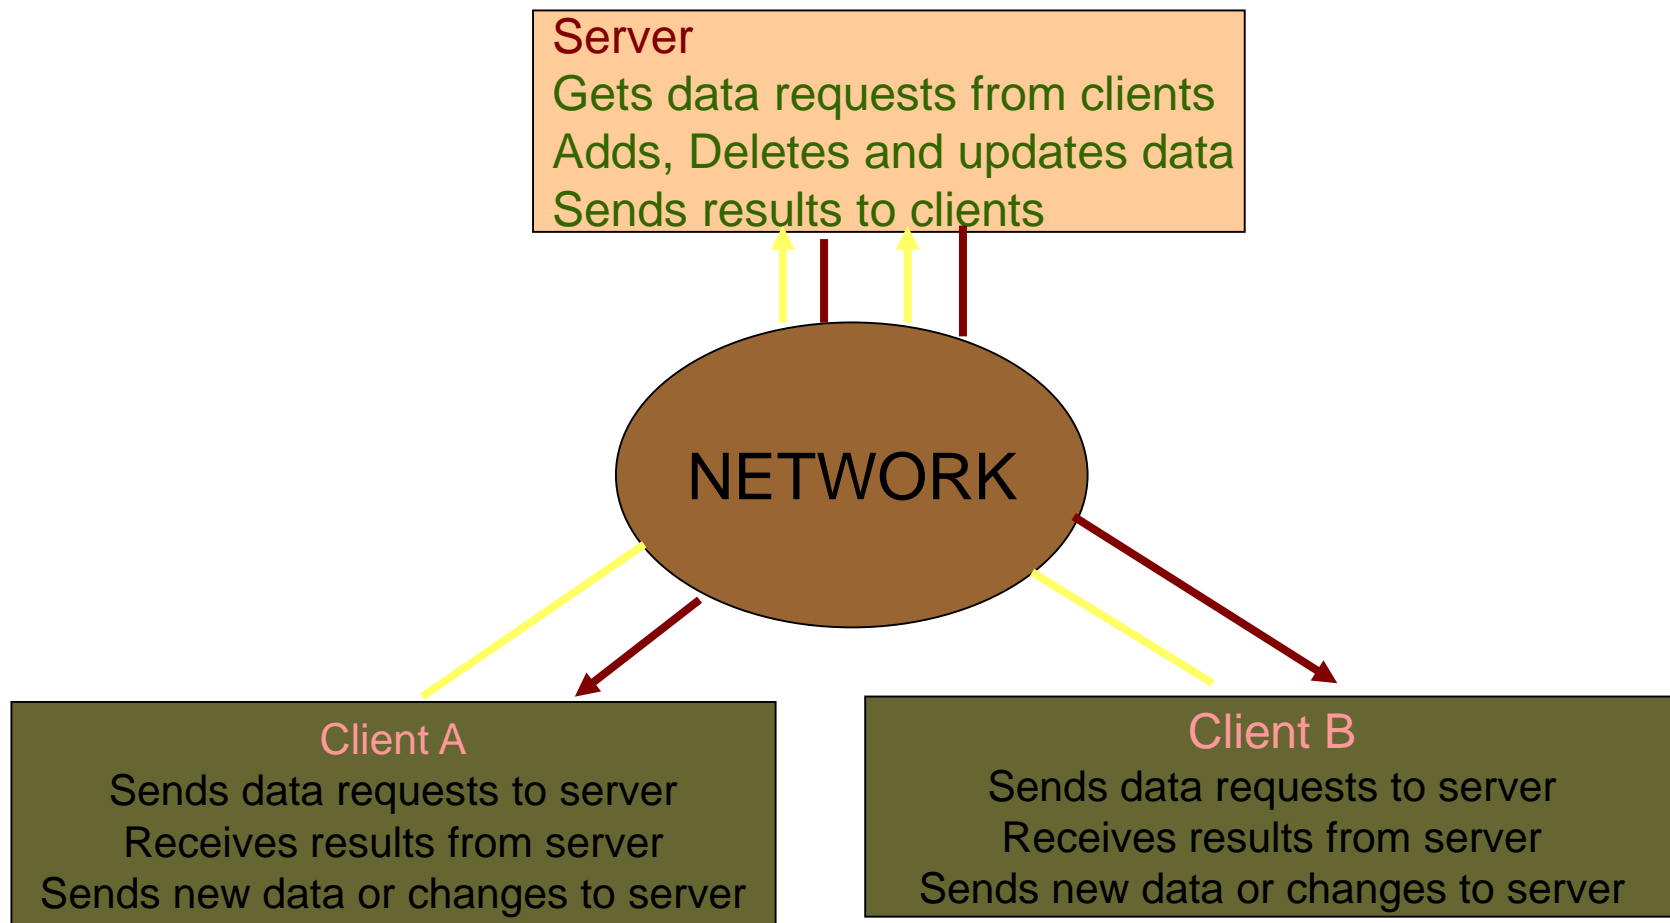 Server
Gets data requests from clients
Adds, Deletes and updates data
Sends results to clients
NETWORK
Client A
Sends data requests to server
Receives results from server
Sends new data or changes to server
Client B
Sends data requests to server
Receives results from server
Sends new data or changes to server